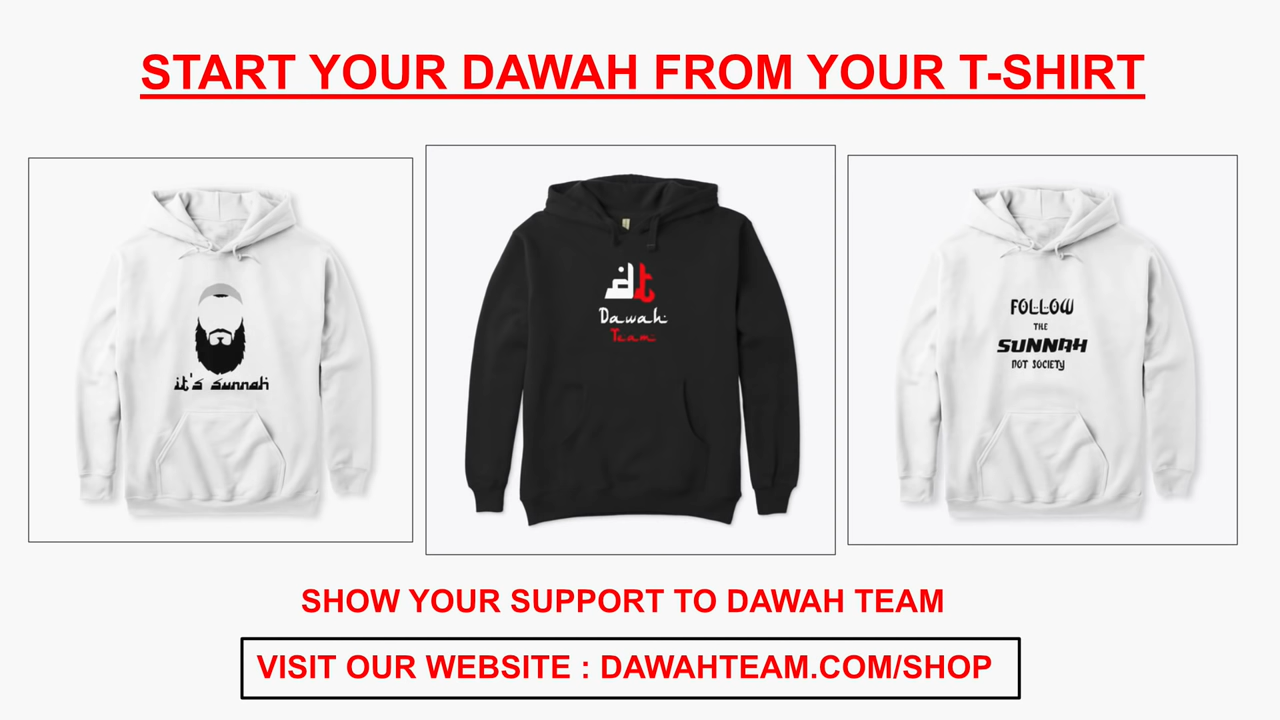 START YOUR DAWAH FROM YOUR T-SHIRT
it's sunnah
dt
Dawah
Team
FOLLOW
THE
SUNNAH
NOT SOCIETY
SHOW YOUR SUPPORT TO DAWAH TEAM
VISIT OUR WEBSITE : DAWAHTEAM.COM/SHOP